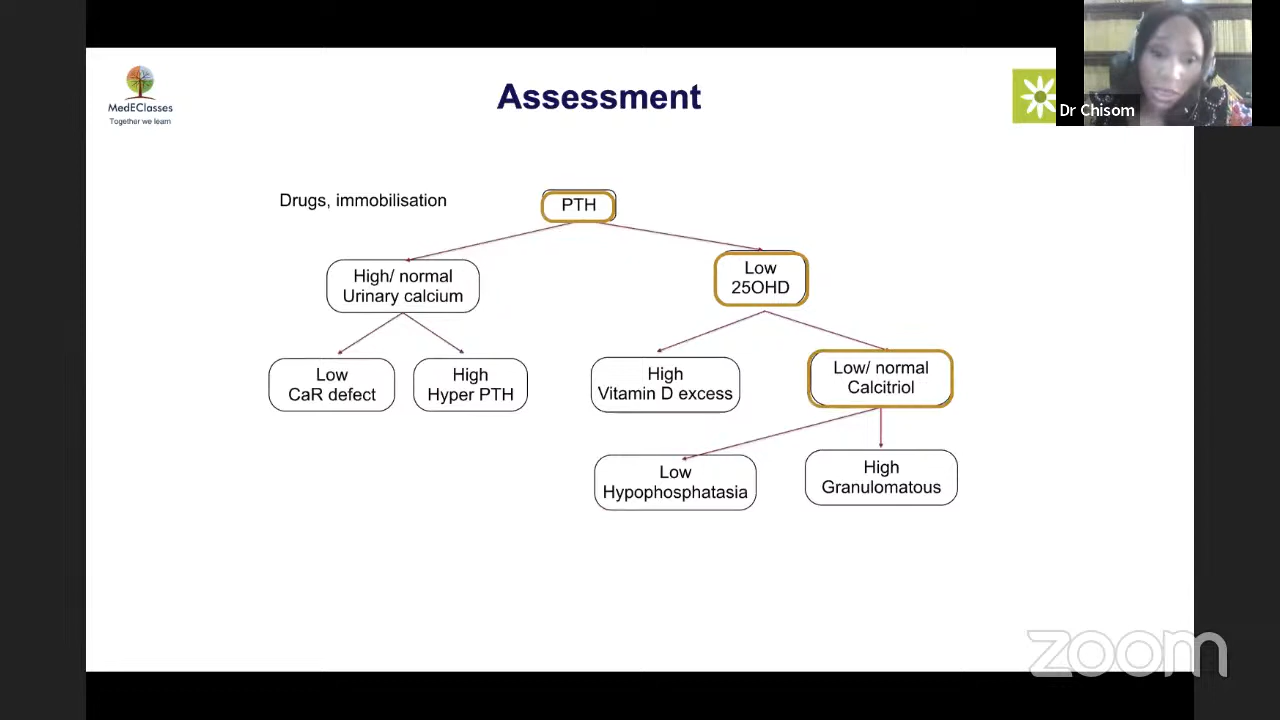 MedEClasses
Together we learn
Assessment
Dr Chisom
Drugs, immobilisation
PTH
High/ normal
Urinary calcium
Low
25OHD
Low
CaR defect
High
Hyper PTH
High
Vitamin D excess
Low/ normal
Calcitriol
Low
Hypophosphatasia
High
Granulomatous
zoom